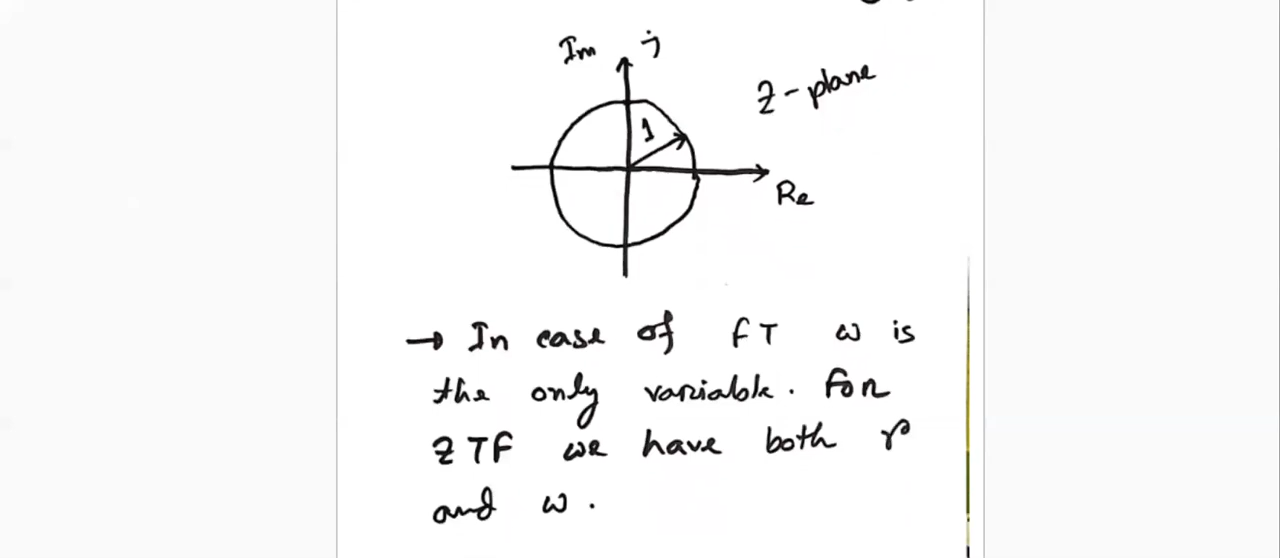 Im j
Z-plane
1
Re
→ In case of FT ω is
the only variable. For
ZTF we have both r
and ω.